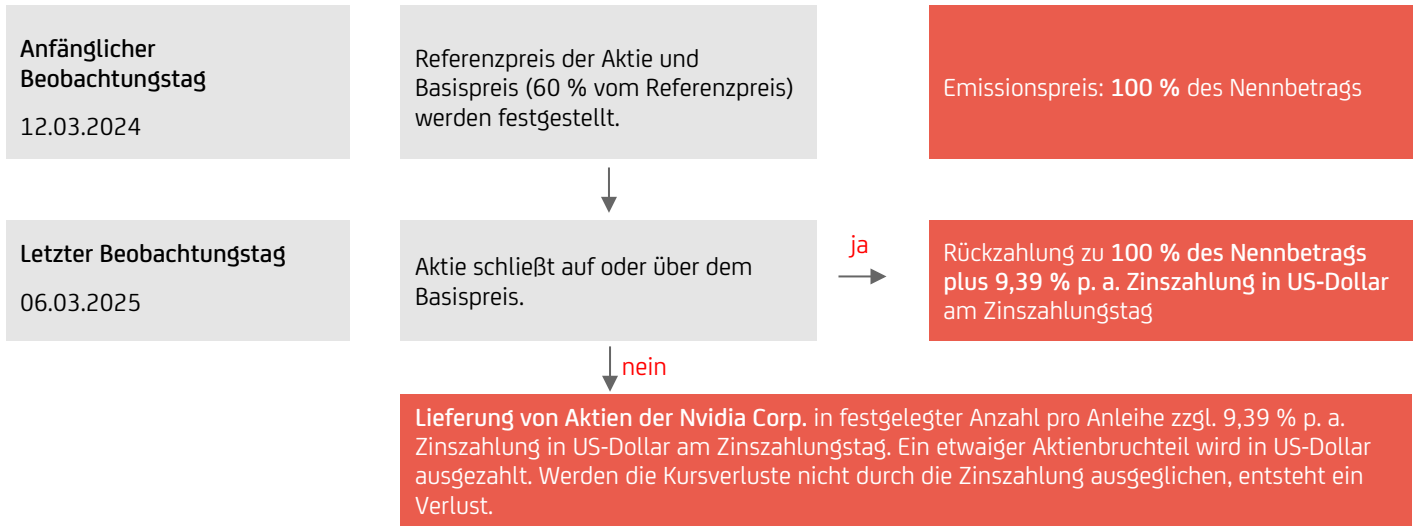 Anfänglicher
Beobachtungstag
12.03.2024
Referenzpreis der Aktie und
Basispreis (60 % vom Referenzpreis)
werden festgestellt.
Emissionspreis: 100 % des Nennbetrags
Letzter Beobachtungstag
06.03.2025
Aktie schließt auf oder über dem
Basispreis.
ja
Rückzahlung zu 100 % des Nennbetrags
plus 9,39 % p. a. Zinszahlung in US-Dollar
am Zinszahlungstag
nein
Lieferung von Aktien der Nvidia Corp. in festgelegter Anzahl pro Anleihe zzgl. 9,39 % p. a.
Zinszahlung in US-Dollar am Zinszahlungstag. Ein etwaiger Aktienbruchteil wird in US-Dollar
ausgezahlt. Werden die Kursverluste nicht durch die Zinszahlung ausgeglichen, entsteht ein
Verlust.